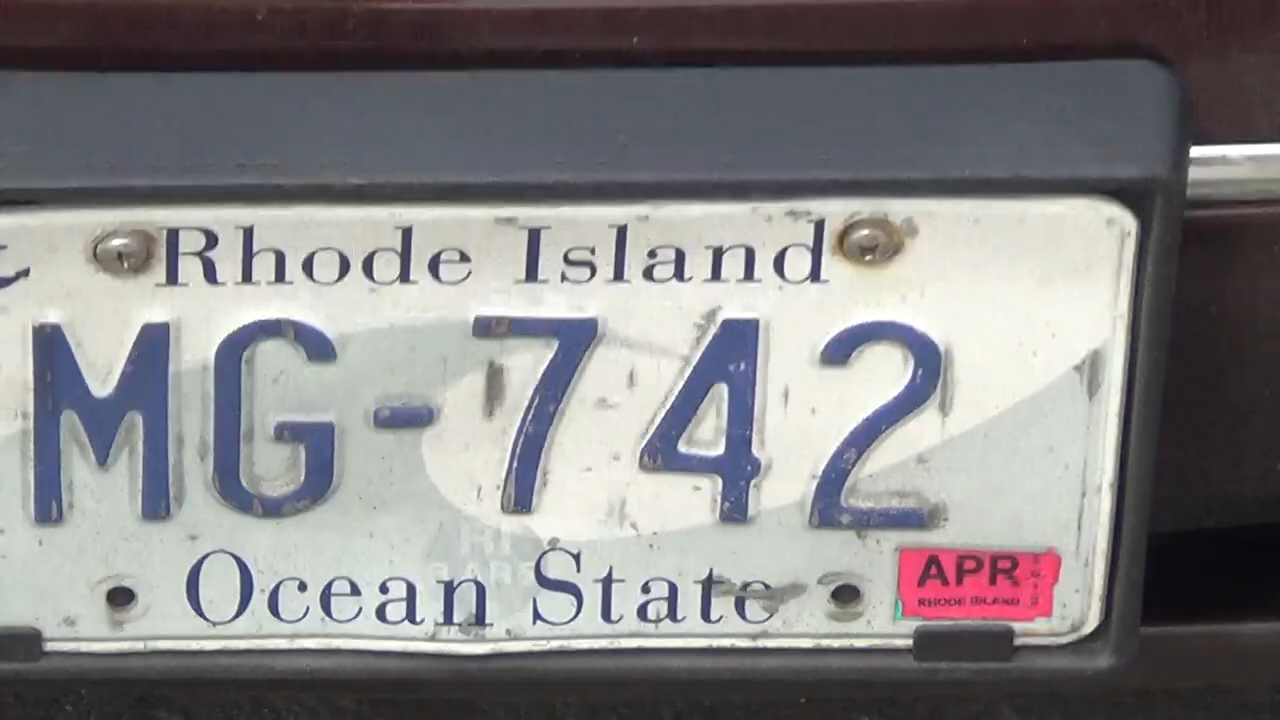 Rhode Island
MG-742
Ocean State
APR
RHODE ISLAND